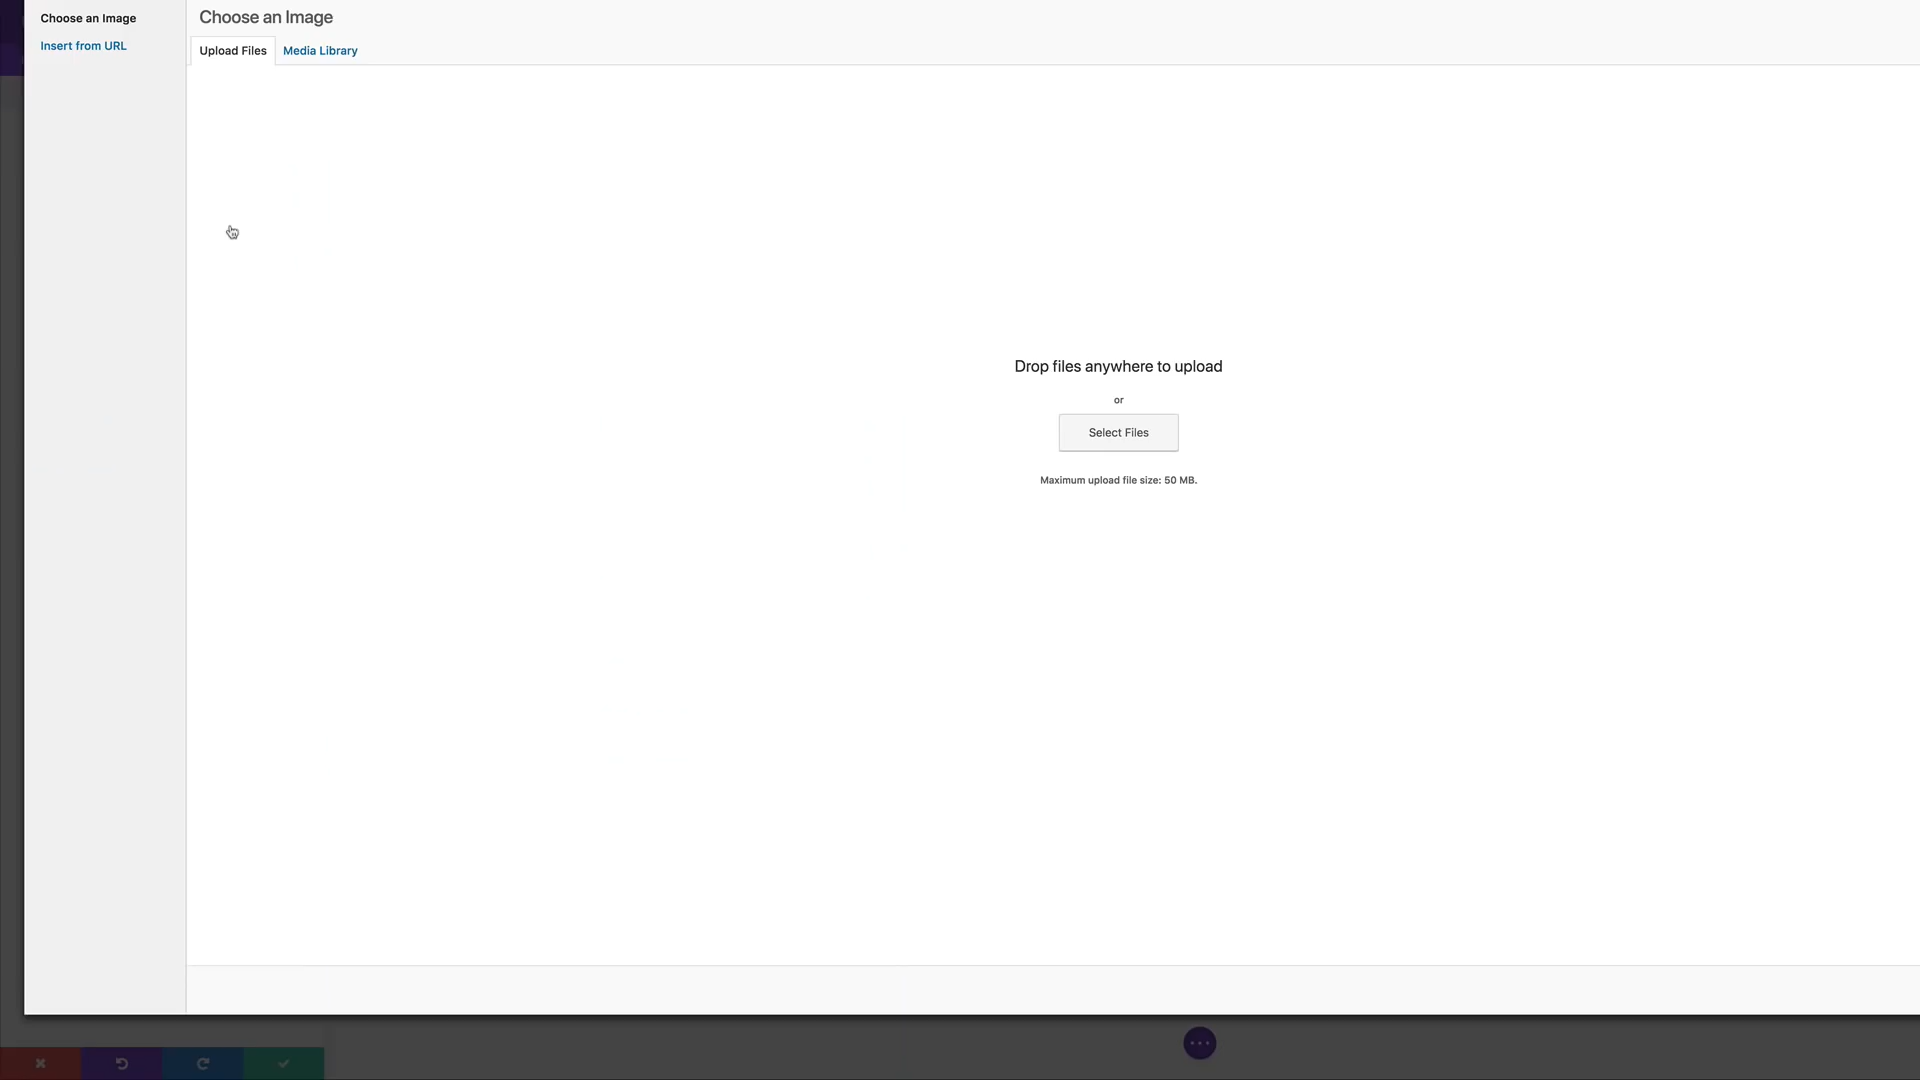 Choose an Image
Insert from URL
Choose an Image
Upload Files
Media Library
Drop files anywhere to upload
or
Select Files
Maximum upload file size: 50 MB.